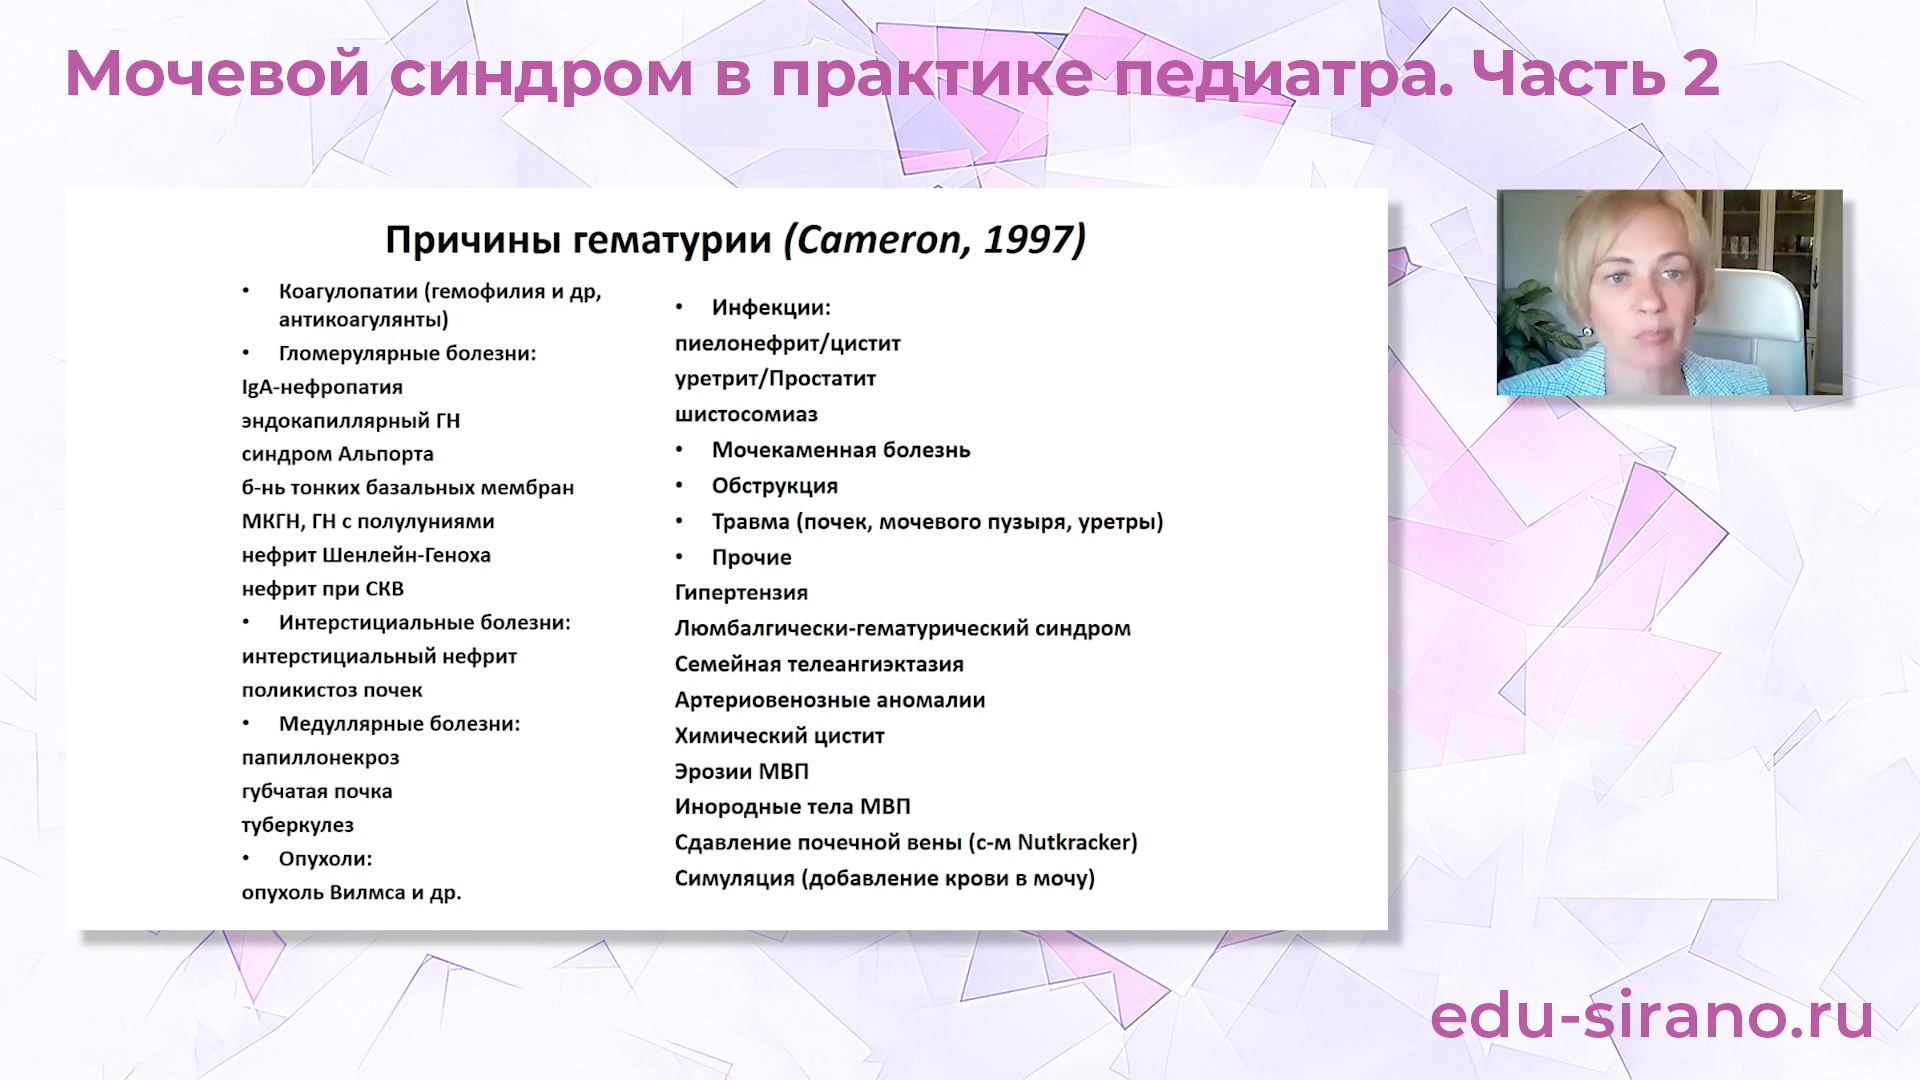 Мочевой синдром в практике педиатра. Часть 2
Причины гематурии (Cameron, 1997)
• Коагулопатии (гемофилия и др,
антикоагулянты)
• Гломерулярные болезни:
IgA-нефропатия
эндокапиллярный ГН
синдром Альпорта
б-нь тонких базальных мембран
МКГН, ГН с полулуниями
нефрит Шенлейн-Геноха
нефрит при СКВ
• Интерстициальные болезни:
интерстициальный нефрит
поликистоз почек
• Медуллярные болезни:
папиллонекроз
губчатая почка
туберкулез
• Опухоли:
опухоль Вилмса и др.
• Инфекции:
пиелонефрит/цистит
уретрит/Простатит
шистосомиаз
• Мочекаменная болезнь
• Обструкция
• Травма (почек, мочевого пузыря, уретры)
• Прочие
Гипертензия
Люмбалгически-гематурический синдром
Семейная телеангиэктазия
Артериовенозные аномалии
Химический цистит
Эрозии МВП
Инородные тела МВП
Сдавление почечной вены (с-м Nutkracker)
Симуляция (добавление крови в мочу)
edu-sirano.ru